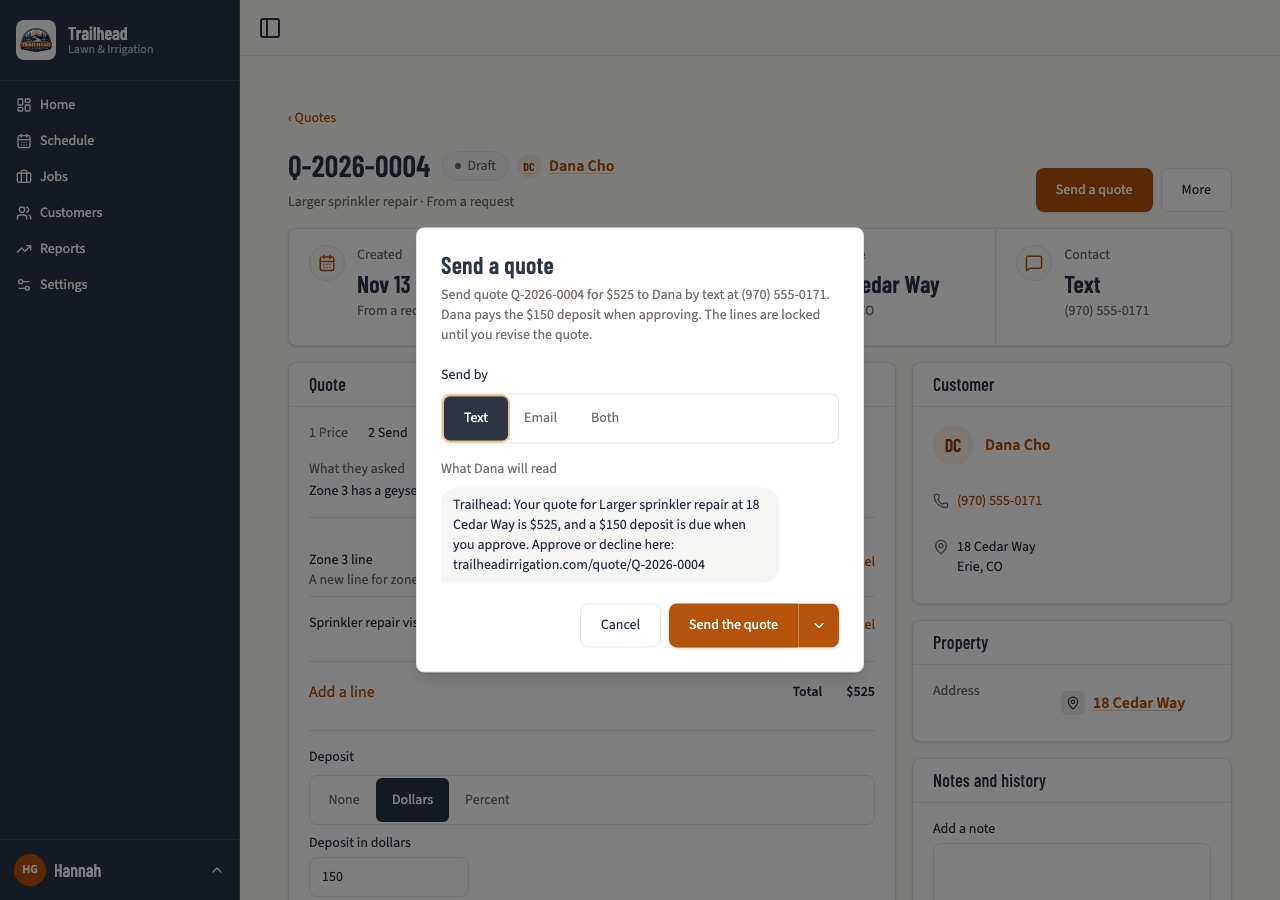 Trailhead
Lawn & Irrigation
Home
Schedule
Jobs
Customers
Reports
Settings
HG Hannah
‹ Quotes
Q-2026-0004 Draft DC Dana Cho
Larger sprinkler repair · From a request
Send a quote More
Created
Nov 13
From a
Cedar Way
CO
Contact
Text
(970) 555-0171
Send a quote
Send quote Q-2026-0004 for $525 to Dana by text at (970) 555-0171.
Dana pays the $150 deposit when approving. The lines are locked
until you revise the quote.
Send by
Text Email Both
What Dana will read
Trailhead: Your quote for Larger sprinkler repair at 18
Cedar Way is $525, and a $150 deposit is due when
you approve. Approve or decline here:
trailheadirrigation.com/quote/Q-2026-0004
Cancel Send the quote
Quote
1 Price 2 Send
What they asked
Zone 3 has a
Zone 3 line
A new line for zone
Sprinkler repair
Add a line Total $525
Deposit
None Dollars Percent
Deposit in dollars
150
Customer
DC Dana Cho
(970) 555-0171
18 Cedar Way
Erie, CO
Property
Address 18 Cedar Way
Notes and history
Add a note